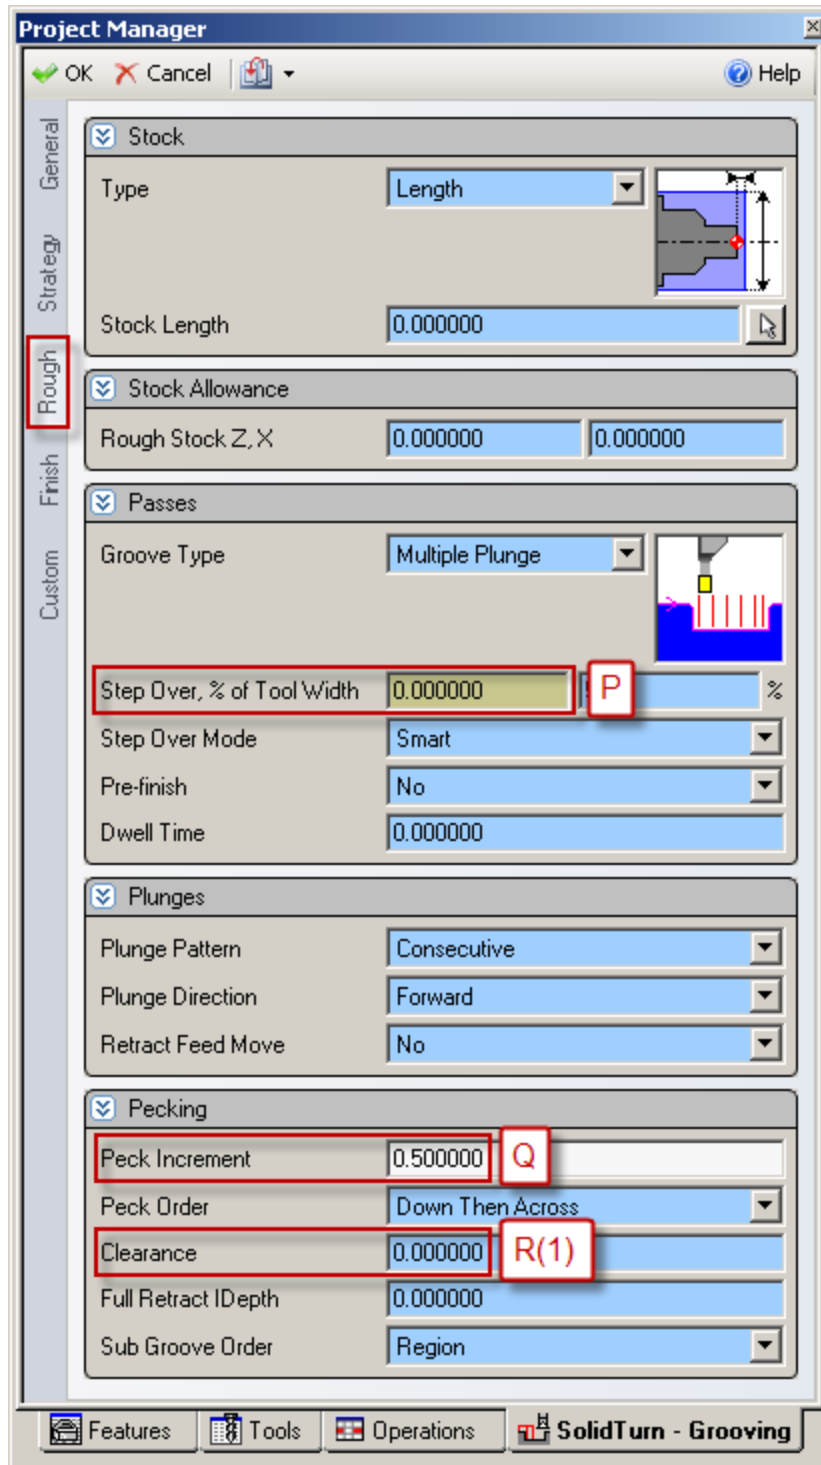 Project Manager
OK Cancel Help
General
Strategy
Rough
Finish
Custom
Stock
Type Length
Stock Length 0.000000
Stock Allowance
Rough Stock Z, X 0.000000 0.000000
Passes
Groove Type Multiple Plunge
Step Over, % of Tool Width 0.000000 P %
Step Over Mode Smart
Pre-finish No
Dwell Time 0.000000
Plunges
Plunge Pattern Consecutive
Plunge Direction Forward
Retract Feed Move No
Pecking
Peck Increment 0.500000 Q
Peck Order Down Then Across
Clearance 0.000000 R(1)
Full Retract IDepth 0.000000
Sub Groove Order Region
Features Tools Operations SolidTurn - Grooving